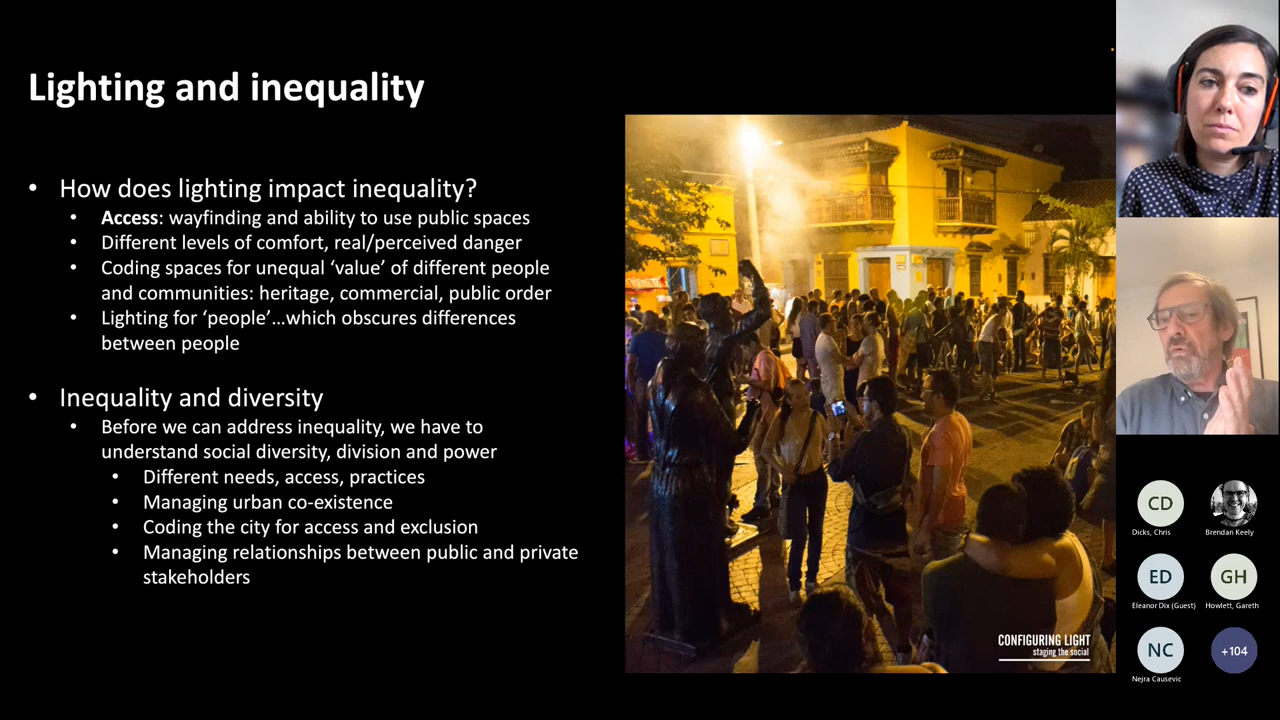 Lighting and inequality
• How does lighting impact inequality?
• Access: wayfinding and ability to use public spaces
• Different levels of comfort, real/perceived danger
• Coding spaces for unequal ‘value’ of different people
and communities: heritage, commercial, public order
• Lighting for ‘people’…which obscures differences
between people
• Inequality and diversity
• Before we can address inequality, we have to
understand social diversity, division and power
• Different needs, access, practices
• Managing urban co-existence
• Coding the city for access and exclusion
• Managing relationships between public and private
stakeholders
CONFIGURING LIGHT
staging the social
CD
Dicks, Chris
Brendan Keely
ED
GH
Eleanor Dix (Guest)
Howlett, Gareth
NC
+104
Nejra Causevic